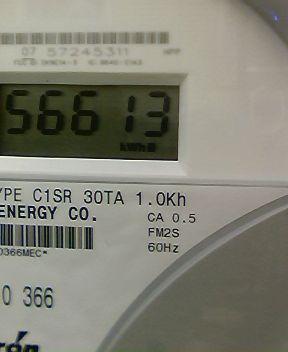 07 57245311
56613
kWh
YPE C1SR 30TA 1.0Kh
ENERGY CO. CA 0.5
FM2S
0366MEC* 60Hz
0 366
rón